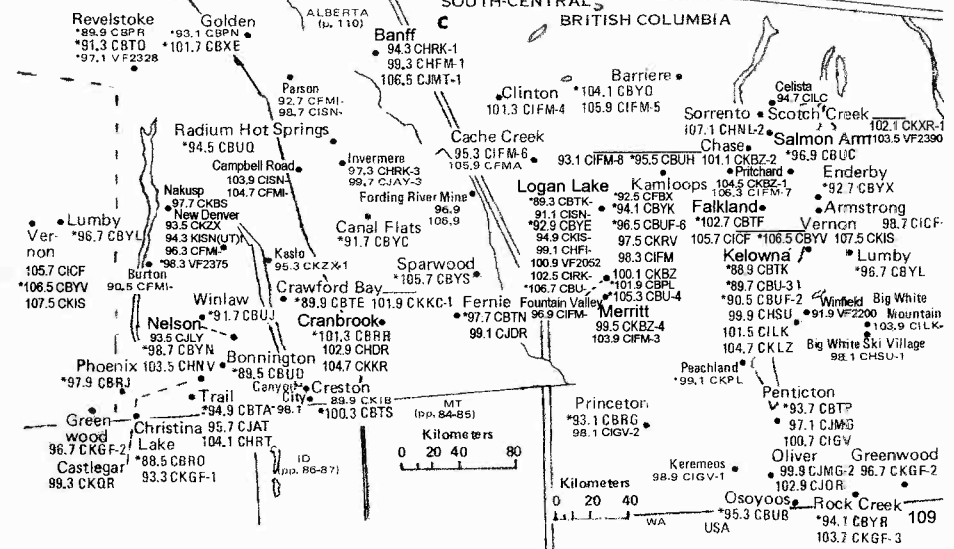 SOUTH-CENTRAL
BRITISH COLUMBIA
C
ALBERTA
(p. 110)
Revelstoke
*89.9 CBPR
*91.3 CBTO
*97.1 VF2328
Golden
*93.1 CBPN
*101.7 CBXE
Banff
94.3 CHRK-1
99.3 CHFM-1
106.5 CJMT-1
Parson
92.7 CFMI-
98.7 CISN-
Radium Hot Springs
*94.5 CBUQ
Campbell Road
103.9 CISN-
104.7 CFMI-
Invermere
97.3 CHRK-3
99.7 CJAY-3
Fording River Mine
96.9
106.9
Nakusp
97.7 CKBS
New Denver
93.5 CKZX
94.3 KISN(UT)
96.3 CFMI-
*98.3 VF2375
Canal Flats
*91.7 CBYC
Lumby
*96.7 CBYL
Ver-
non
105.7 CICF
*106.5 CBYV
107.5 CKIS
Burton
90.5 CFMI-
Kaslo
95.3 CKZX-1
Sparwood
*105.7 CBYS
Crawford Bay
*89.9 CBTE 101.9 CKKC-1
Winlaw
*91.7 CBUJ
Nelson
93.5 CJLY
*98.7 CBYN
103.5 CHNV
Cranbrook
*101.3 CBRR
102.9 CHDR
104.7 CKKR
Fernie
*97.7 CBTN
99.1 CJDR
Phoenix
*97.9 CBRJ
Bonnington
*89.5 CBUD
Canyon
City
*98.1
Creston
89.9 CKIB
*100.3 CBTS
Trail
*94.9 CBTA
95.7 CJAT
104.1 CHRT
Green
wood
96.7 CKGF-2
Castlegar
99.3 CKQR
Christina
Lake
*88.5 CBRO
93.3 CKGF-1
MT
(pp. 84-85)
ID
(pp. 86-87)
Kilometers
0 40 80
Clinton
101.3 CIFM-4
Barriere
*104.1 CBYO
105.9 CIFM-5
Cache Creek
95.3 CIFM-6
105.9 CFMA
Celista
94.7 CILC
Sorrento
107.1 CHNL-2
Scotch Creek
102.1 CKXR-1
103.5 VF2390
Salmon Arm
*96.9 CBUC
Chase
101.1 CKBZ-2
93.1 CIFM-8 *95.5 CBUH
Pritchard
104.5 CKBZ-1
106.3 CIFM-7
Kamloops
*92.5 CFBX
*94.1 CBYK
*96.5 CBUF-6
97.5 CKRV
98.3 CIFM
100.1 CKBZ
*101.9 CBPL
*105.3 CBU-4
Logan Lake
*89.3 CBTK-
91.1 CISN-
*92.9 CBYE
94.9 CKIS-
99.1 CHFI-
100.9 VF2052
102.5 CIRK-
*106.7 CBU-
Fountain Valley
96.9 CIFM-
Merritt
99.5 CKBZ-4
103.9 CIFM-3
Enderby
*92.7 CBYX
Armstrong
98.7 CICF-
Falkland
*102.7 CBTF
Vernon
105.7 CICF *106.5 CBYV 107.5 CKIS
Lumby
*96.7 CBYL
Kelowna
*88.9 CBTK
*89.7 CBU-3
*90.5 CBUF-2
99.9 CHSU
101.5 CILK
104.7 CKLZ
Winfield
*91.9 VF2200
Big White
Mountain
103.9 CILK-
Big White Ski Village
98.1 CHSU-1
Peachland
*99.1 CKPL
Penticton
*93.7 CBTP
97.1 CJMG
100.7 CIGV
Princeton
*93.1 CBRG
98.1 CIGV-2
Keremeos
98.9 CIGV-1
Oliver
99.9 CJMG-2
102.9 CJOR
Greenwood
96.7 CKGF-2
Osoyoos
*95.3 CBUB
Rock Creek
*94.1 CBYR
103.7 CKGF-3
Kilometers
0 20 40
WA
USA
109